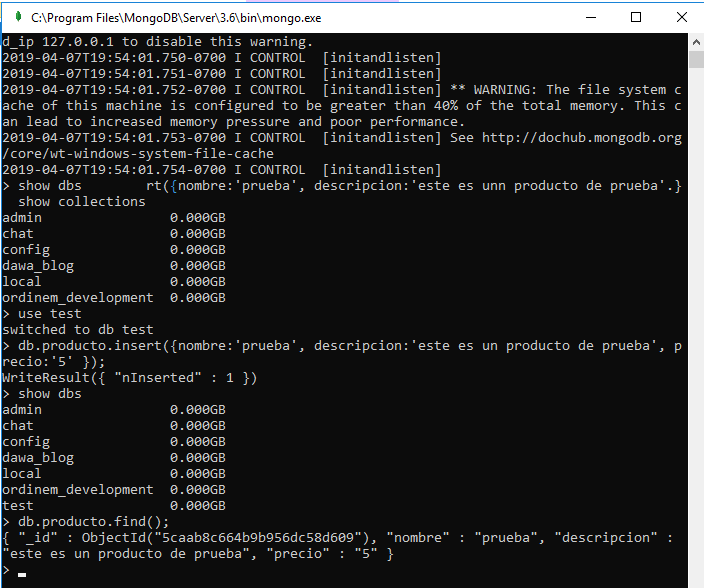 C:\Program Files\MongoDB\Server\3.6\bin\mongo.exe
d_ip 127.0.0.1 to disable this warning.
2019-04-07T19:54:01.750-0700 I CONTROL  [initandlisten]
2019-04-07T19:54:01.751-0700 I CONTROL  [initandlisten]
2019-04-07T19:54:01.752-0700 I CONTROL  [initandlisten] ** WARNING: The file system c
ache of this machine is configured to be greater than 40% of the total memory. This c
an lead to increased memory pressure and poor performance.
2019-04-07T19:54:01.753-0700 I CONTROL  [initandlisten] See http://dochub.mongodb.org
/core/wt-windows-system-file-cache
2019-04-07T19:54:01.754-0700 I CONTROL  [initandlisten]
> show dbs        rt({nombre:'prueba', descripcion:'este es unn producto de prueba'.}
  show collections
admin                0.000GB
chat                 0.000GB
config               0.000GB
dawa_blog            0.000GB
local                0.000GB
ordinem_development  0.000GB
> use test
switched to db test
> db.producto.insert({nombre:'prueba', descripcion:'este es un producto de prueba', p
recio:'5' });
WriteResult({ "nInserted" : 1 })
> show dbs
admin                0.000GB
chat                 0.000GB
config               0.000GB
dawa_blog            0.000GB
local                0.000GB
ordinem_development  0.000GB
test                 0.000GB
> db.producto.find();
{ "_id" : ObjectId("5caab8c664b9b956dc58d609"), "nombre" : "prueba", "descripcion" :
"este es un producto de prueba", "precio" : "5" }
>